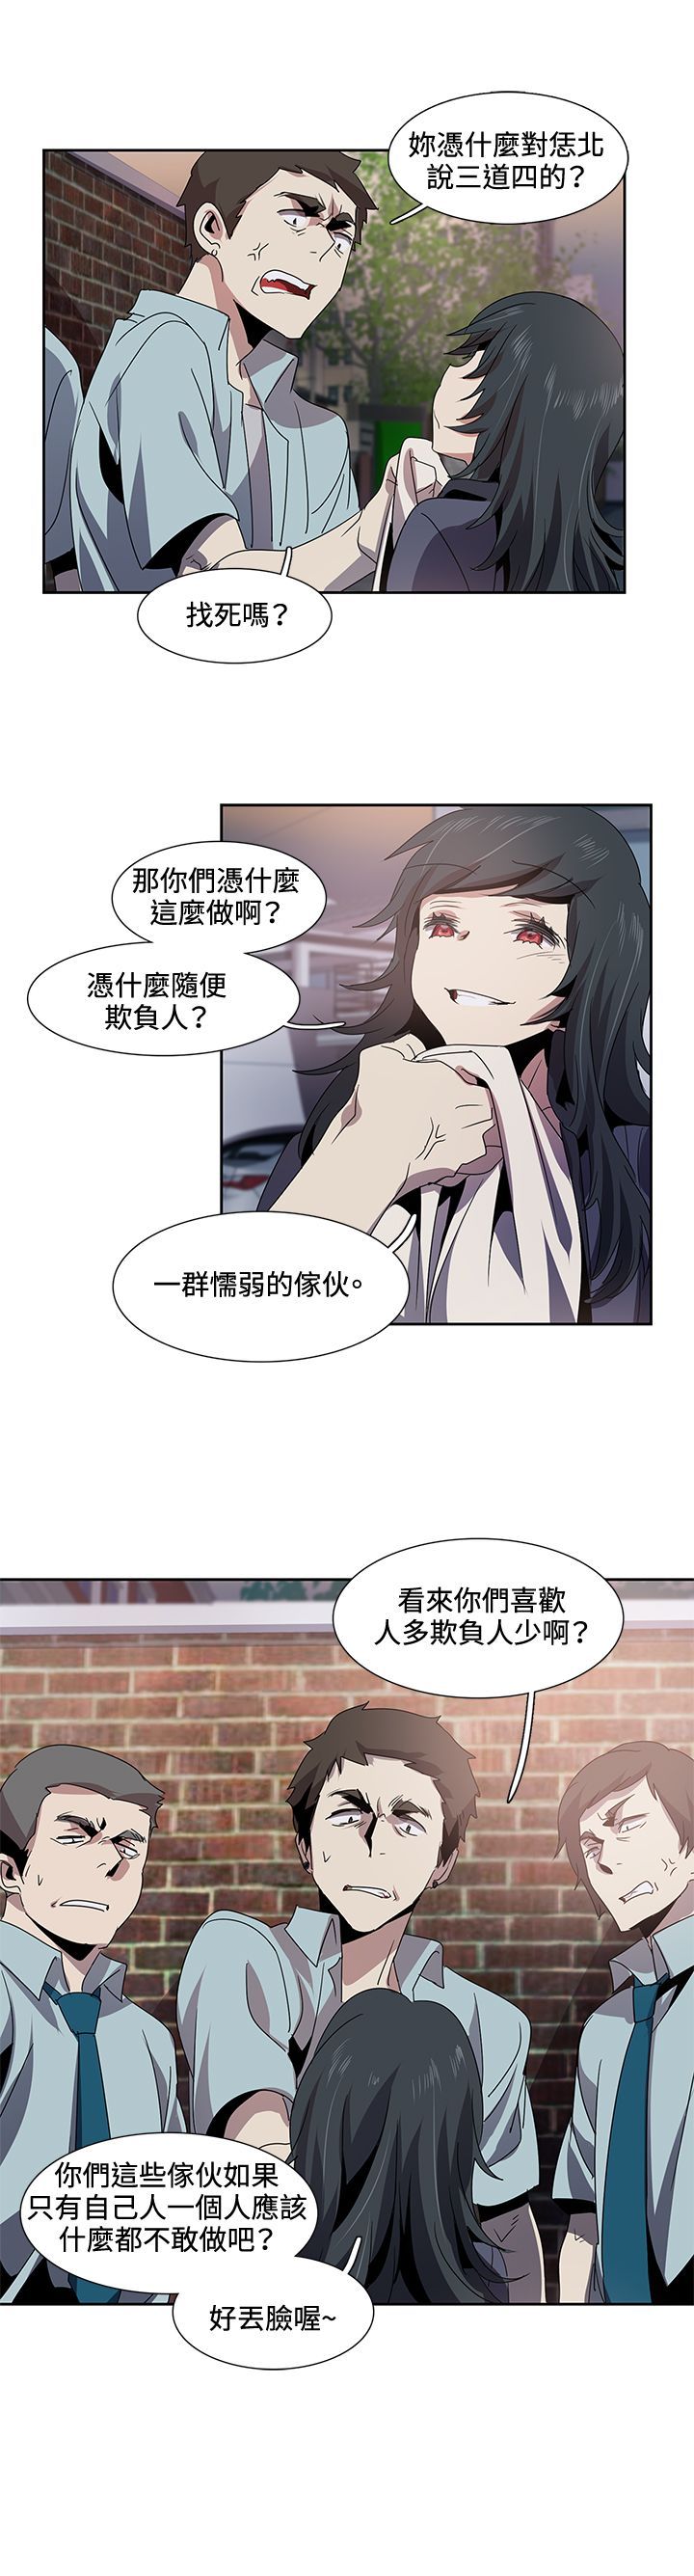 妳憑什麼對恁北
說三道四的？
找死嗎？
那你們憑什麼
這麼做啊？
憑什麼隨便
欺負人？
一群懦弱的傢伙。
看來你們喜歡
人多欺負人少啊？
你們這些傢伙如果
只有自己人一個人應該
什麼都不敢做吧？
好丟臉喔~